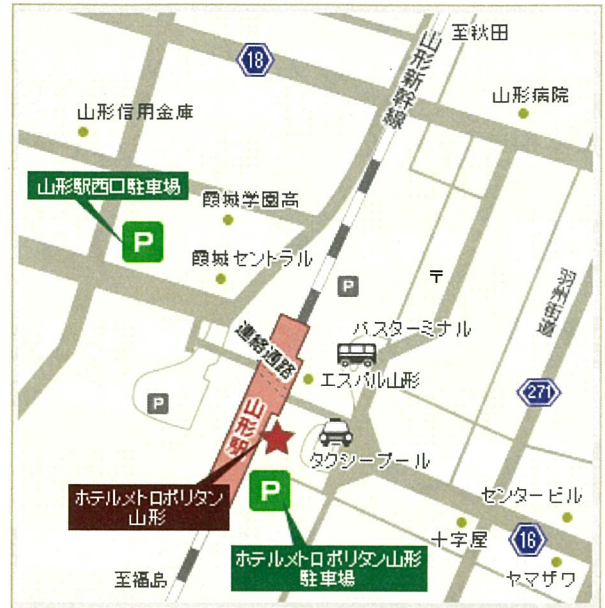 至秋田
18
山形新幹線
山形信用金庫
山形病院
山形駅西口駐車場
霞城学園高
P
霞城セントラル
P
〒
羽州街道
連絡通路
バスターミナル
エスパル山形
271
P
山形駅
タクシープール
P
ホテルメトロポリタン
山形
センタービル
十字屋
16
ホテルメトロポリタン山形
駐車場
ヤマザワ
至福島